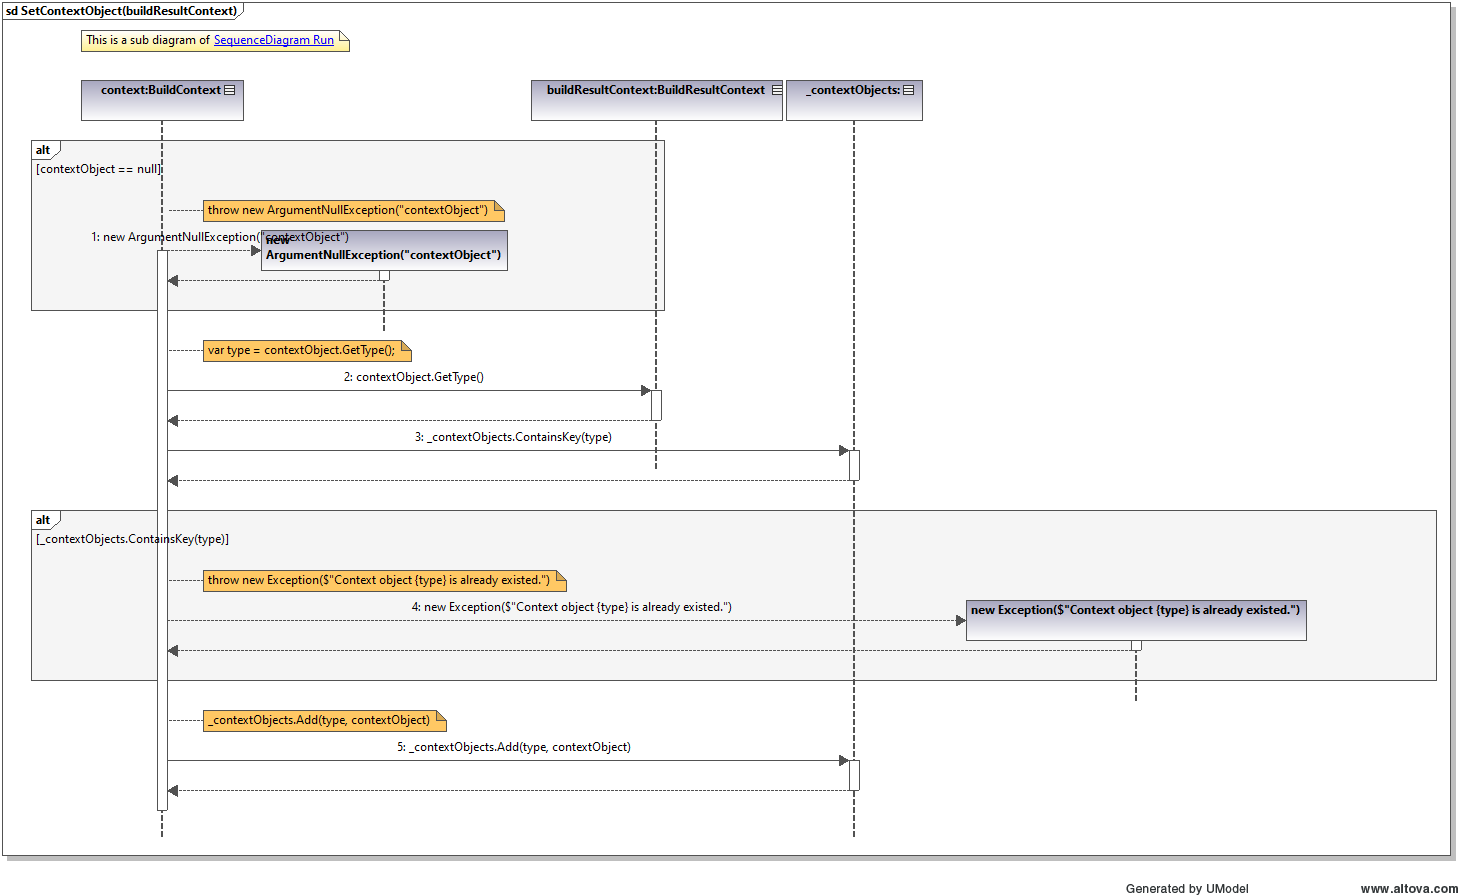 sd SetContextObject(buildResultContext)
This is a sub diagram of SequenceDiagram Run
context:BuildContext
buildResultContext:BuildResultContext
_contextObjects:
alt
[contextObject == null]
throw new ArgumentNullException("contextObject")
1: new ArgumentNullException("contextObject")
new
ArgumentNullException("contextObject")
var type = contextObject.GetType();
2: contextObject.GetType()
3: _contextObjects.ContainsKey(type)
alt
[_contextObjects.ContainsKey(type)]
throw new Exception($"Context object {type} is already existed.")
4: new Exception($"Context object {type} is already existed.")
new Exception($"Context object {type} is already existed.")
_contextObjects.Add(type, contextObject)
5: _contextObjects.Add(type, contextObject)
Generated by UModel
www.altova.com